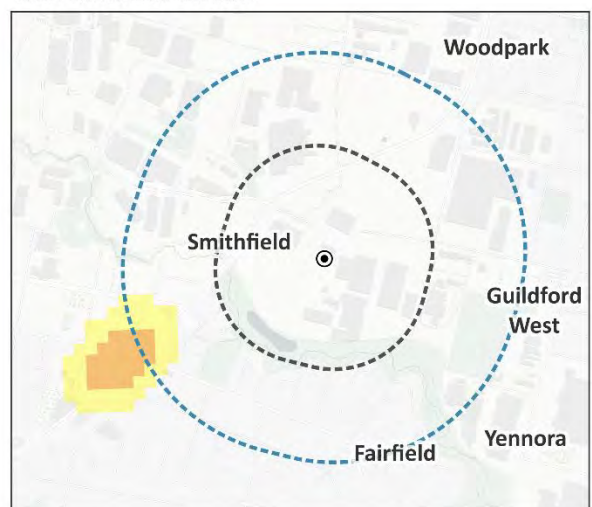 Woodpark
Smithfield
Guildford
West
Fairfield
Yennora